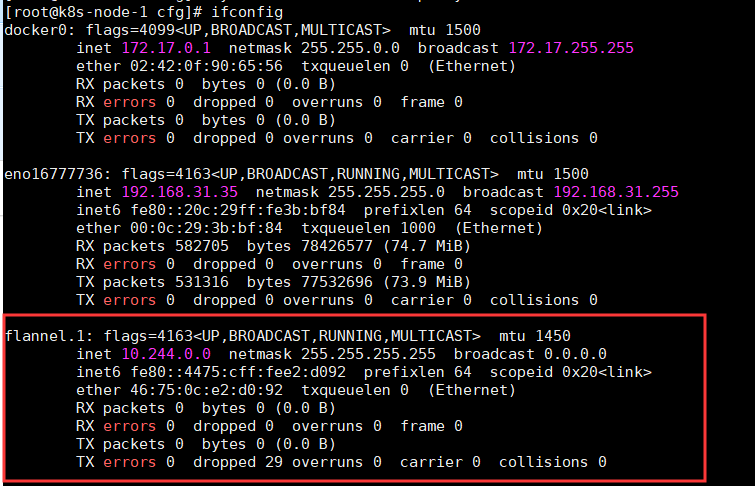 [root@k8s-node-1 cfg]# ifconfig
docker0: flags=4099<UP,BROADCAST,MULTICAST>  mtu 1500
        inet 172.17.0.1  netmask 255.255.0.0  broadcast 172.17.255.255
        ether 02:42:0f:90:65:56  txqueuelen 0  (Ethernet)
        RX packets 0  bytes 0 (0.0 B)
        RX errors 0  dropped 0  overruns 0  frame 0
        TX packets 0  bytes 0 (0.0 B)
        TX errors 0  dropped 0 overruns 0  carrier 0  collisions 0
eno16777736: flags=4163<UP,BROADCAST,RUNNING,MULTICAST>  mtu 1500
        inet 192.168.31.35  netmask 255.255.255.0  broadcast 192.168.31.255
        inet6 fe80::20c:29ff:fe3b:bf84  prefixlen 64  scopeid 0x20<link>
        ether 00:0c:29:3b:bf:84  txqueuelen 1000  (Ethernet)
        RX packets 582705  bytes 78426577 (74.7 MiB)
        RX errors 0  dropped 0  overruns 0  frame 0
        TX packets 531316  bytes 77532696 (73.9 MiB)
        TX errors 0  dropped 0 overruns 0  carrier 0  collisions 0
flannel.1: flags=4163<UP,BROADCAST,RUNNING,MULTICAST>  mtu 1450
        inet 10.244.0.0  netmask 255.255.255.255  broadcast 0.0.0.0
        inet6 fe80::4475:cff:fee2:d092  prefixlen 64  scopeid 0x20<link>
        ether 46:75:0c:e2:d0:92  txqueuelen 0  (Ethernet)
        RX packets 0  bytes 0 (0.0 B)
        RX errors 0  dropped 0  overruns 0  frame 0
        TX packets 0  bytes 0 (0.0 B)
        TX errors 0  dropped 29 overruns 0  carrier 0  collisions 0